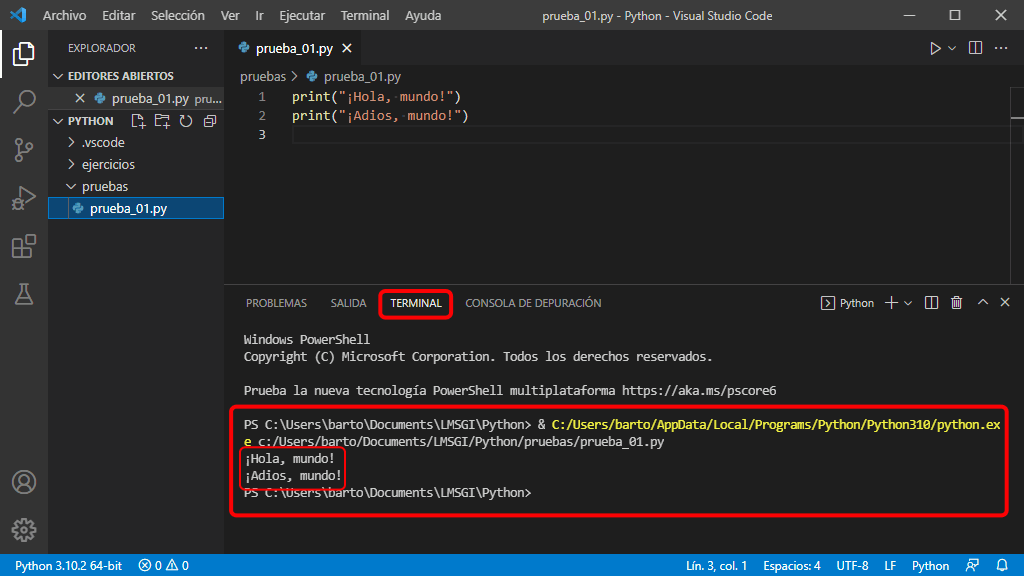 Archivo Editar Selección Ver Ir Ejecutar Terminal Ayuda prueba_01.py - Python - Visual Studio Code
EXPLORADOR
EDITORES ABIERTOS
prueba_01.py pru...
PYTHON
.vscode
ejercicios
pruebas
prueba_01.py
prueba_01.py
pruebas > prueba_01.py
1 print("¡Hola, mundo!")
2 print("¡Adios, mundo!")
3
PROBLEMAS SALIDA TERMINAL CONSOLA DE DEPURACIÓN Python
Windows PowerShell
Copyright (C) Microsoft Corporation. Todos los derechos reservados.
Prueba la nueva tecnología PowerShell multiplataforma https://aka.ms/pscore6
PS C:\Users\barto\Documents\LMSGI\Python> & C:/Users/barto/AppData/Local/Programs/Python/Python310/python.ex
e c:/Users/barto/Documents/LMSGI/Python/pruebas/prueba_01.py
¡Hola, mundo!
¡Adios, mundo!
PS C:\Users\barto\Documents\LMSGI\Python>
Python 3.10.2 64-bit 0 0 Lín. 3, col. 1 Espacios: 4 UTF-8 LF Python